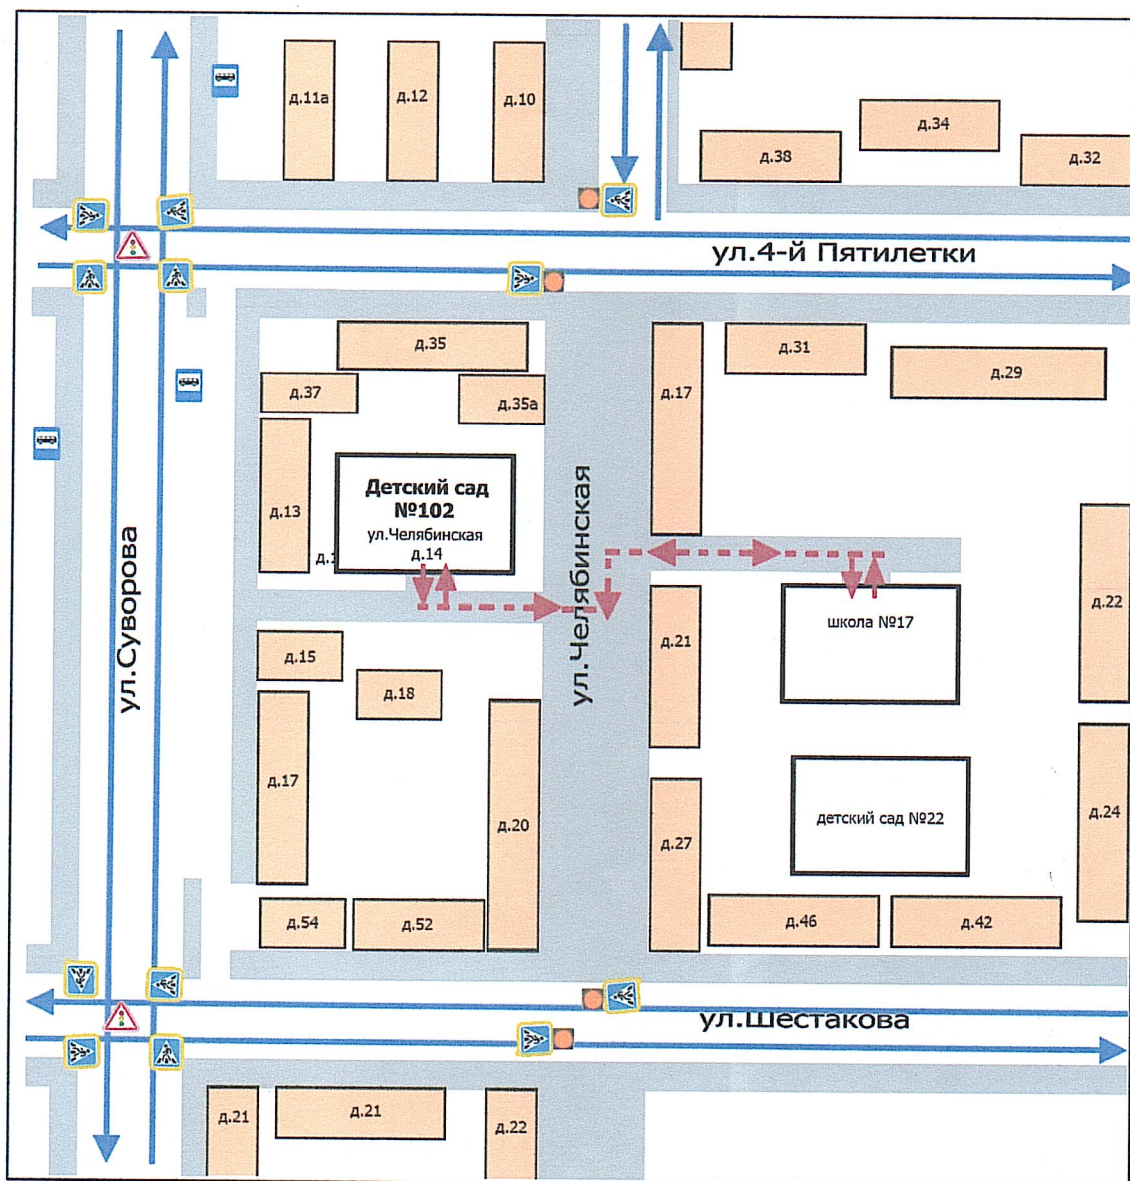 д.11а
д.12
д.10
д.34
д.38
д.32
ул.4-й Пятилетки
д.35
д.31
д.29
д.37
д.35а
д.17
Детский сад
№102
ул.Челябинская
д.14
д.13
ул.Суворова
ул.Челябинская
школа №17
д.22
д.21
д.15
д.18
д.17
д.20
детский сад №22
д.24
д.27
д.54
д.52
д.46
д.42
ул.Шестакова
д.21
д.21
д.22